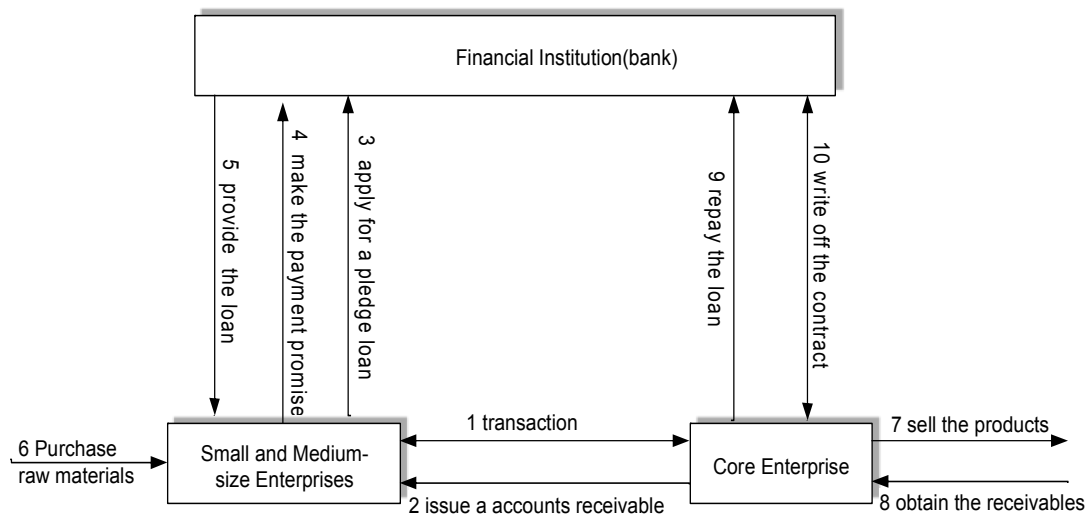 Financial Institution(bank)
5 provide the loan
4 make the payment promise
3 apply for a pledge loan
9 repay the loan
10 write off the contract
6 Purchase
raw materials
Small and Medium-
size Enterprises
1 transaction
2 issue a accounts receivable
Core Enterprise
7 sell the products
8 obtain the receivables